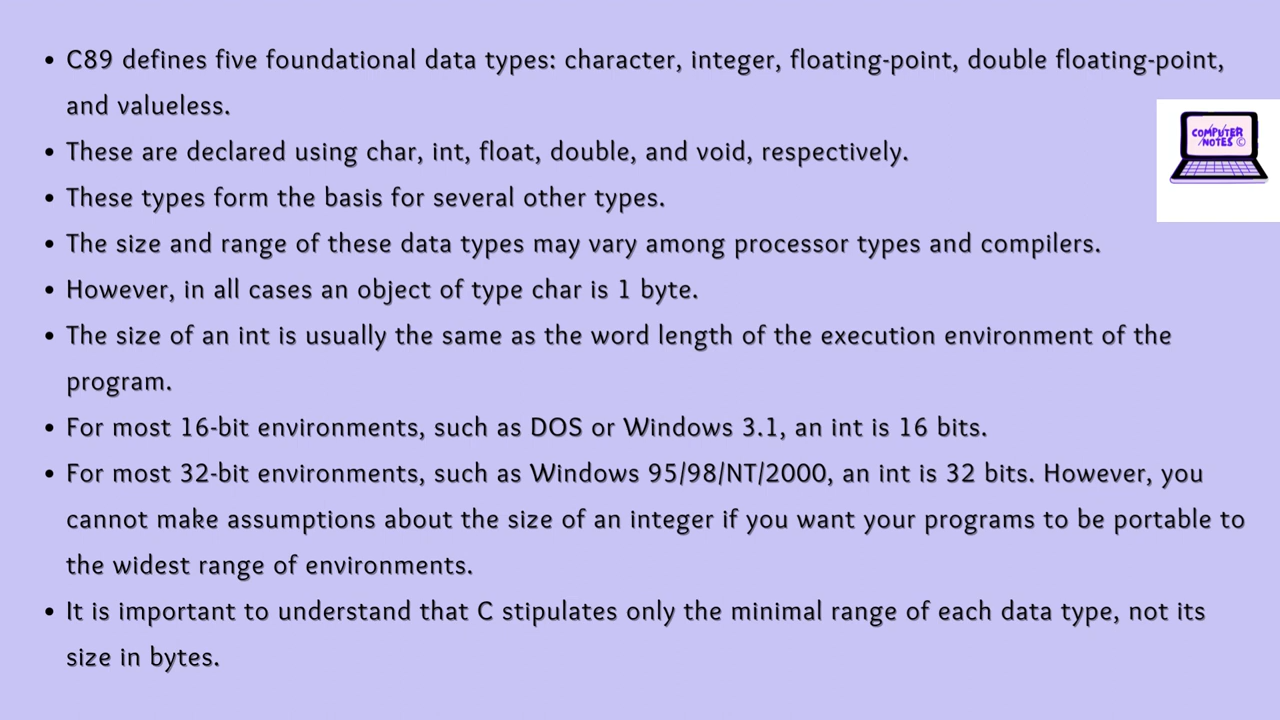 • C89 defines five foundational data types: character, integer, floating-point, double floating-point,
and valueless.
• These are declared using char, int, float, double, and void, respectively.
• These types form the basis for several other types.
• The size and range of these data types may vary among processor types and compilers.
• However, in all cases an object of type char is 1 byte.
• The size of an int is usually the same as the word length of the execution environment of the
program.
• For most 16-bit environments, such as DOS or Windows 3.1, an int is 16 bits.
• For most 32-bit environments, such as Windows 95/98/NT/2000, an int is 32 bits. However, you
cannot make assumptions about the size of an integer if you want your programs to be portable to
the widest range of environments.
• It is important to understand that C stipulates only the minimal range of each data type, not its
size in bytes.
COMPUTER
NOTES ©